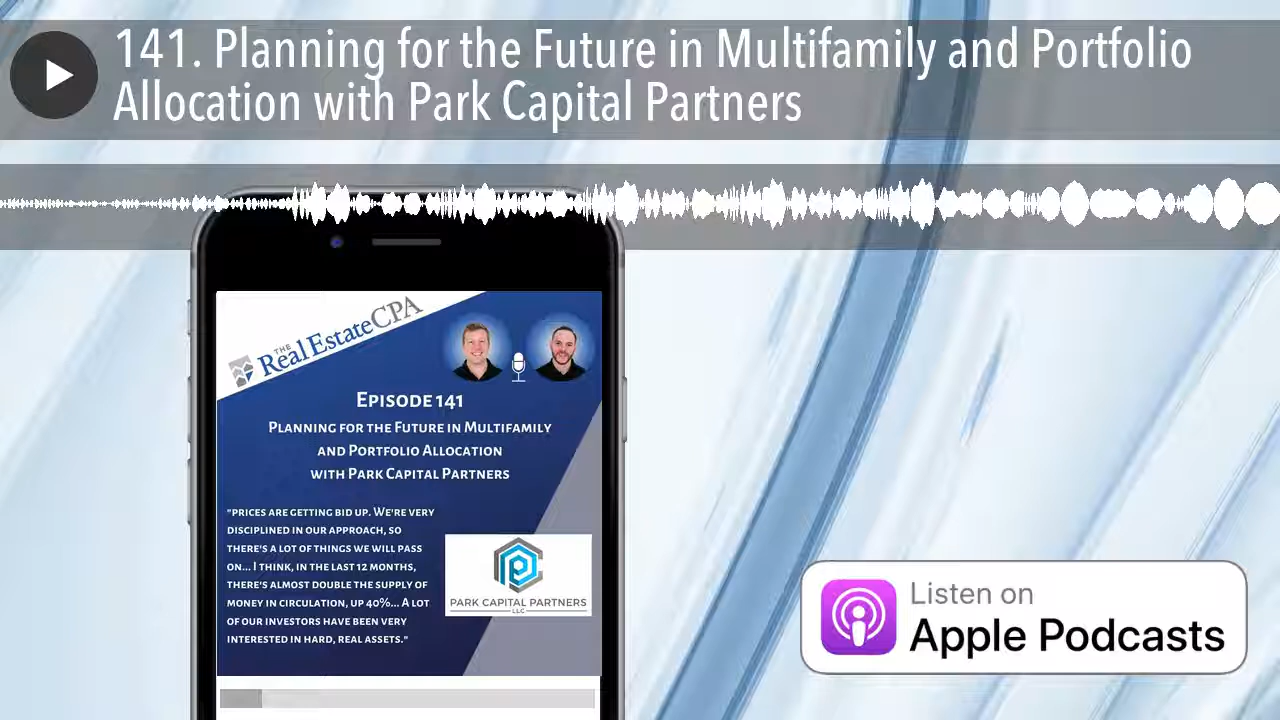 141. Planning for the Future in Multifamily and Portfolio
Allocation with Park Capital Partners
THE
Real Estate CPA
EPISODE 141
PLANNING FOR THE FUTURE IN MULTIFAMILY
AND PORTFOLIO ALLOCATION
WITH PARK CAPITAL PARTNERS
"PRICES ARE GETTING BID UP. WE'RE VERY
DISCIPLINED IN OUR APPROACH, SO
THERE'S A LOT OF THINGS WE WILL PASS
ON... I THINK, IN THE LAST 12 MONTHS,
THERE'S ALMOST DOUBLE THE SUPPLY OF
MONEY IN CIRCULATION, UP 40%... A LOT
OF OUR INVESTORS HAVE BEEN VERY
INTERESTED IN HARD, REAL ASSETS."
PARK CAPITAL PARTNERS
LLC
Listen on
Apple Podcasts